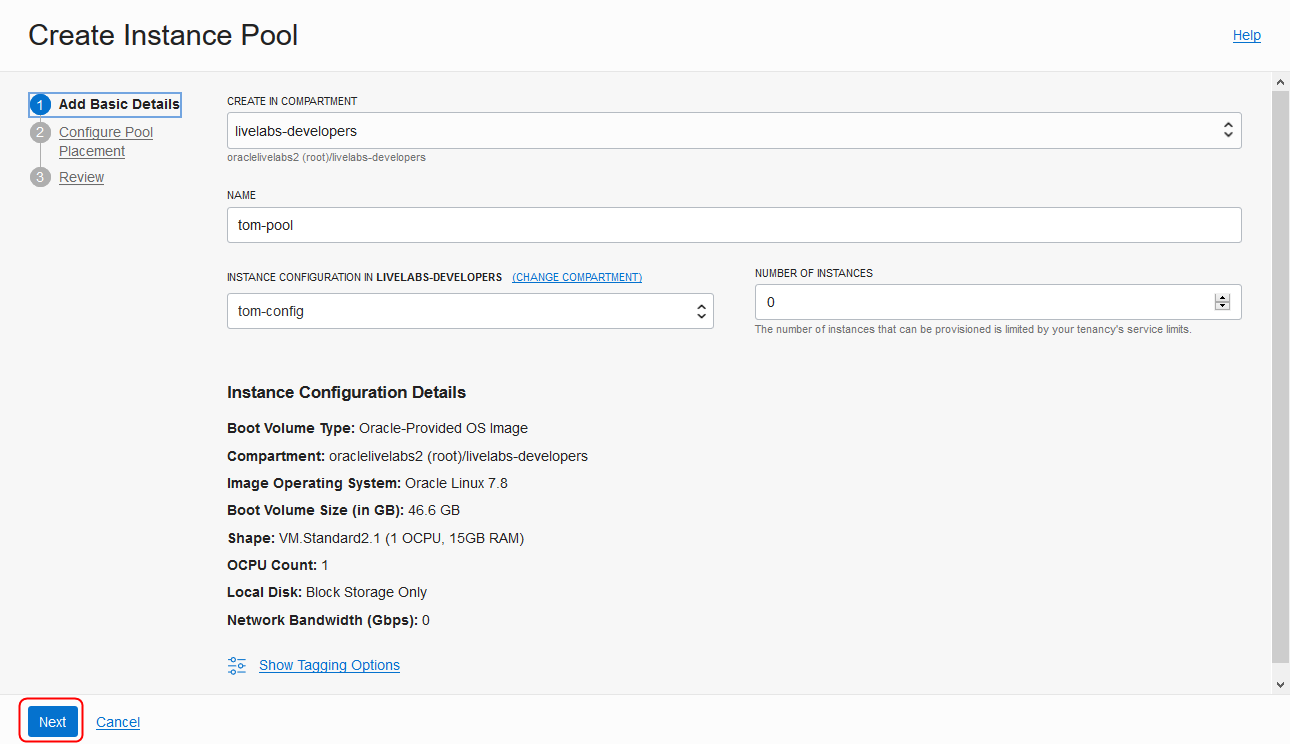 Create Instance Pool
Help
1 Add Basic Details
2 Configure Pool
Placement
3 Review
CREATE IN COMPARTMENT
livelabs-developers
oraclelivelabs2 (root)/livelabs-developers
NAME
tom-pool
INSTANCE CONFIGURATION IN LIVELABS-DEVELOPERS (CHANGE COMPARTMENT)
tom-config
NUMBER OF INSTANCES
0
The number of instances that can be provisioned is limited by your tenancy's service limits.
Instance Configuration Details
Boot Volume Type: Oracle-Provided OS Image
Compartment: oraclelivelabs2 (root)/livelabs-developers
Image Operating System: Oracle Linux 7.8
Boot Volume Size (in GB): 46.6 GB
Shape: VM.Standard2.1 (1 OCPU, 15GB RAM)
OCPU Count: 1
Local Disk: Block Storage Only
Network Bandwidth (Gbps): 0
Show Tagging Options
Next Cancel